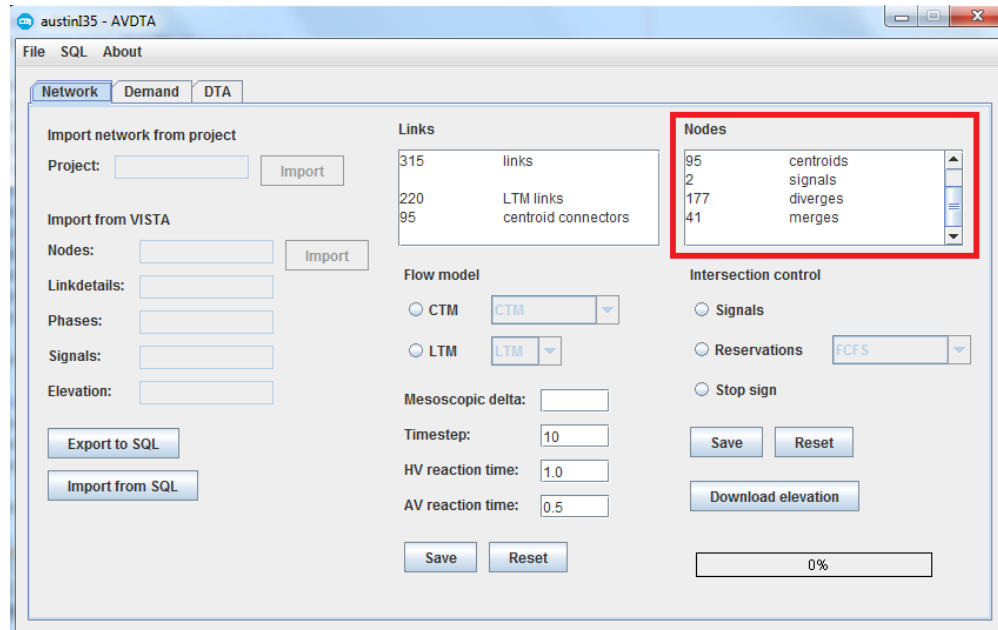 austinI35 - AVDTA
File SQL About
Network Demand DTA
Import network from project
Project: Import
Import from VISTA
Nodes: Import
Linkdetails:
Phases:
Signals:
Elevation:
Export to SQL
Import from SQL
Links
315 links
220 LTM links
95 centroid connectors
Flow model
CTM CTM
LTM LTM
Mesoscopic delta:
Timestep: 10
HV reaction time: 1.0
AV reaction time: 0.5
Save Reset
Nodes
95 centroids
2 signals
177 diverges
41 merges
Intersection control
Signals
Reservations FCFS
Stop sign
Save Reset
Download elevation
0%